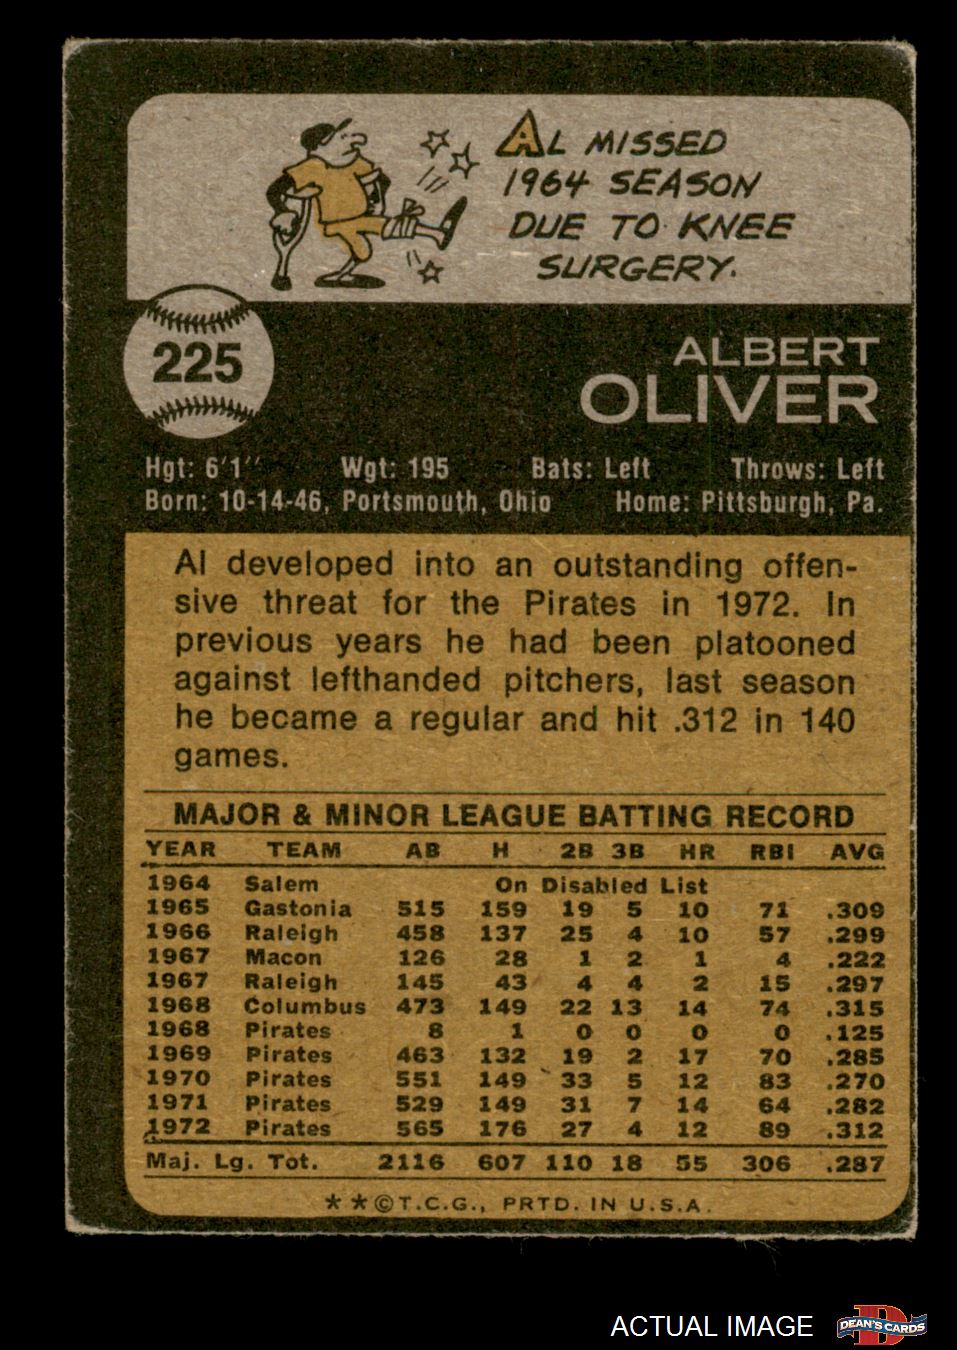 AL MISSED
1964 SEASON
DUE TO KNEE
SURGERY.
225
ALBERT
OLIVER
Hgt: 6'1" Wgt: 195 Bats: Left Throws: Left
Born: 10-14-46, Portsmouth, Ohio Home: Pittsburgh, Pa.
Al developed into an outstanding offen-
sive threat for the Pirates in 1972. In
previous years he had been platooned
against lefthanded pitchers, last season
he became a regular and hit .312 in 140
games.
MAJOR & MINOR LEAGUE BATTING RECORD
YEAR TEAM AB H 2B 3B HR RBI AVG
1964 Salem On Disabled List
1965 Gastonia 515 159 19 5 10 71 .309
1966 Raleigh 458 137 25 4 10 57 .299
1967 Macon 126 28 1 2 1 4 .222
1967 Raleigh 145 43 4 4 2 15 .297
1968 Columbus 473 149 22 13 14 74 .315
1968 Pirates 8 1 0 0 0 0 .125
1969 Pirates 463 132 19 2 17 70 .285
1970 Pirates 551 149 33 5 12 83 .270
1971 Pirates 529 149 31 7 14 64 .282
1972 Pirates 565 176 27 4 12 89 .312
Maj. Lg. Tot. 2116 607 110 18 55 306 .287
**©T.C.G., PRTD. IN U.S.A.
ACTUAL IMAGE
D
DEAN'S CARDS